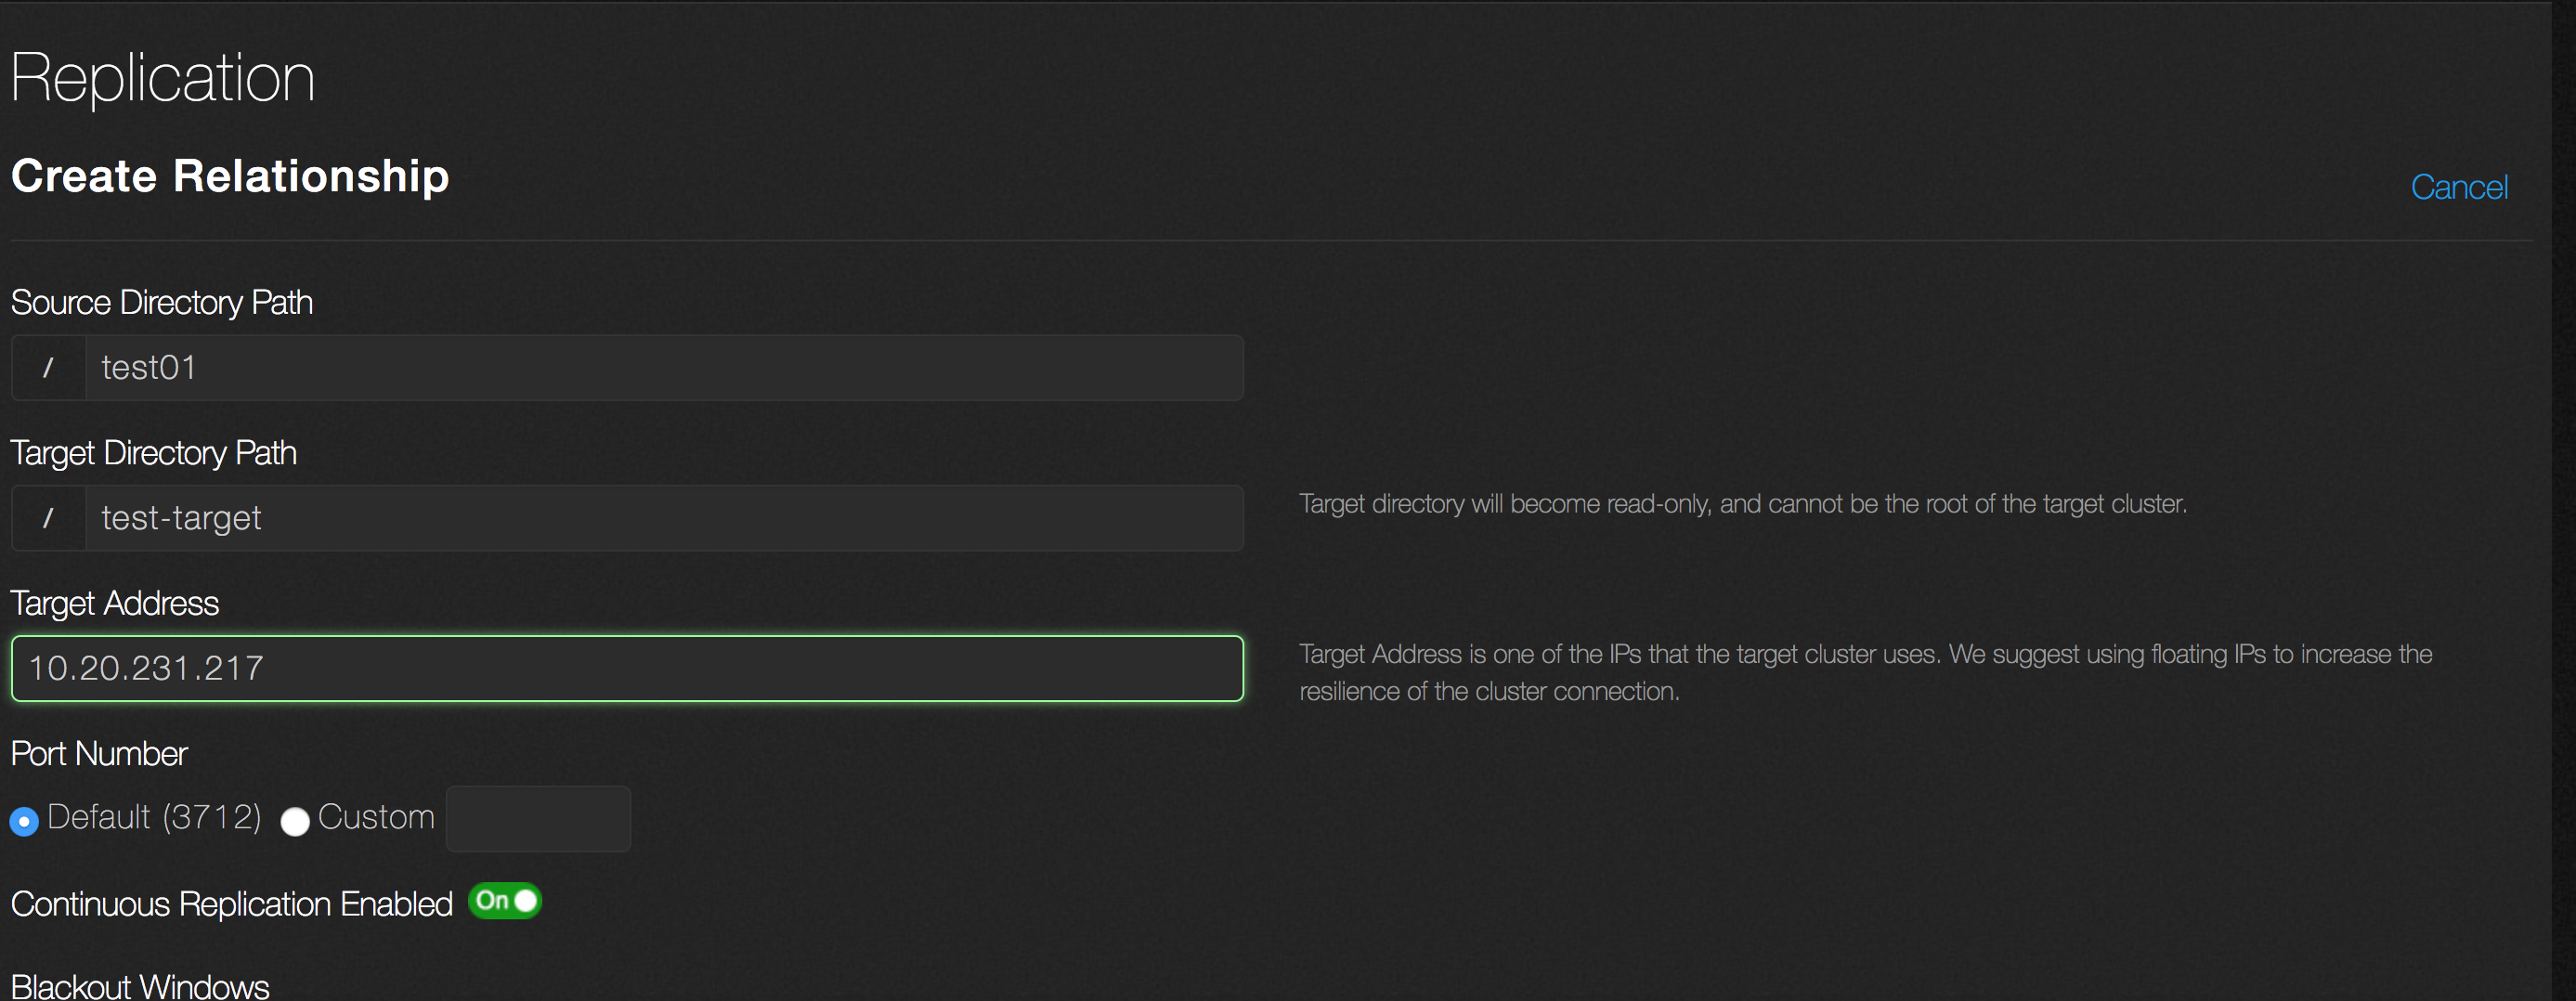 Replication
Create Relationship
Cancel
Source Directory Path
/ test01
Target Directory Path
/ test-target
Target directory will become read-only, and cannot be the root of the target cluster.
Target Address
10.20.231.217
Target Address is one of the IPs that the target cluster uses. We suggest using floating IPs to increase the
resilience of the cluster connection.
Port Number
Default (3712) Custom
Continuous Replication Enabled On
Blackout Windows